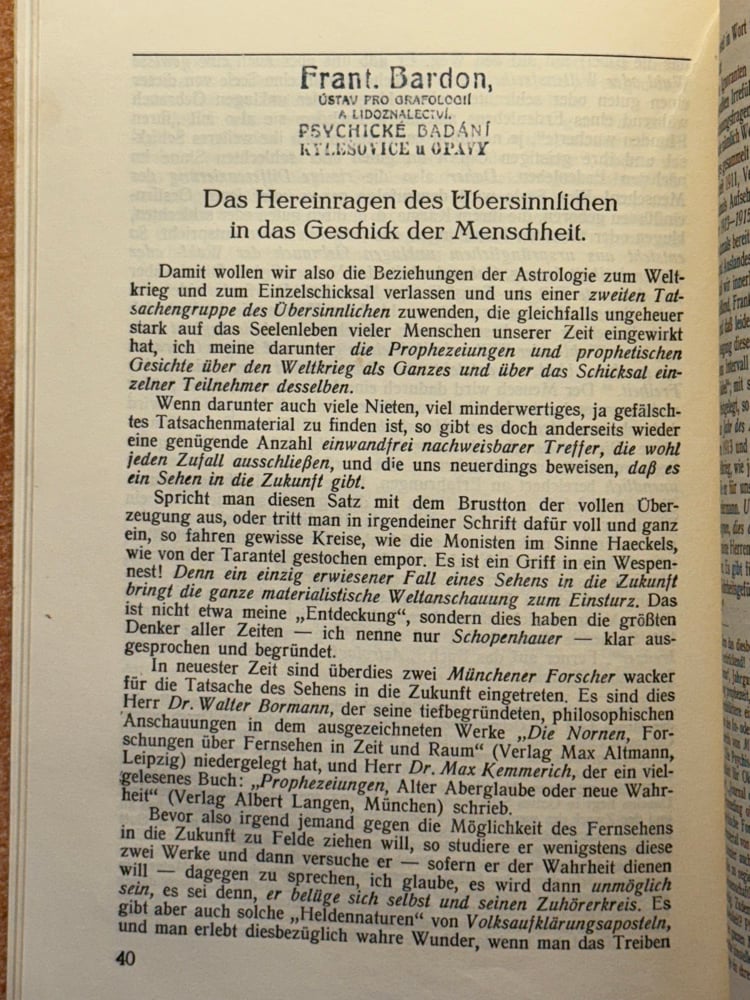 Frant. Bardon,
ÚSTAV PRO GRAFOLOGII
A LIDOZNALECTVÍ.
PSYCHICKÉ BADÁNÍ
KYLEŠOVICE u OPAVY
Das Hereinragen des Übersinnlichen
in das Geschick der Menschheit.
Damit wollen wir also die Beziehungen der Astrologie zum Welt-
krieg und zum Einzelschicksal verlassen und uns einer zweiten Tat-
sachengruppe des Übersinnlichen zuwenden, die gleichfalls ungeheuer
stark auf das Seelenleben vieler Menschen unserer Zeit eingewirkt
hat, ich meine darunter die Prophezeiungen und prophetischen
Gesichte über den Weltkrieg als Ganzes und über das Schicksal ein-
zelner Teilnehmer desselben.
Wenn darunter auch viele Nieten, viel minderwertiges, ja gefälsch-
tes Tatsachenmaterial zu finden ist, so gibt es doch anderseits wieder
eine genügende Anzahl einwandfrei nachweisbarer Treffer, die wohl
jeden Zufall ausschließen, und die uns neuerdings beweisen, daß es
ein Sehen in die Zukunft gibt.
Spricht man diesen Satz mit dem Brustton der vollen Über-
zeugung aus, oder tritt man in irgendeiner Schrift dafür voll und ganz
ein, so fahren gewisse Kreise, wie die Monisten im Sinne Haeckels,
wie von der Tarantel gestochen empor. Es ist ein Griff in ein Wespen-
nest! Denn ein einzig erwiesener Fall eines Sehens in die Zukunft
bringt die ganze materialistische Weltanschauung zum Einsturz. Das
ist nicht etwa meine „Entdeckung“, sondern dies haben die größten
Denker aller Zeiten — ich nenne nur Schopenhauer — klar aus-
gesprochen und begründet.
In neuester Zeit sind überdies zwei Münchener Forscher wacker
für die Tatsache des Sehens in die Zukunft eingetreten. Es sind dies
Herr Dr. Walter Bormann, der seine tiefbegründeten, philosophischen
Anschauungen in dem ausgezeichneten Werke „Die Nornen, For-
schungen über Fernsehen in Zeit und Raum“ (Verlag Max Altmann,
Leipzig) niedergelegt hat, und Herr Dr. Max Kemmerich, der ein viel-
gelesenes Buch: „Prophezeiungen, Alter Aberglaube oder neue Wahr-
heit“ (Verlag Albert Langen, München) schrieb.
Bevor also irgend jemand gegen die Möglichkeit des Fernsehens
in die Zukunft zu Felde ziehen will, so studiere er wenigstens diese
zwei Werke und dann versuche er — sofern er der Wahrheit dienen
will — dagegen zu sprechen, ich glaube, es wird dann unmöglich
sein, es sei denn, er belüge sich selbst und seinen Zuhörerkreis. Es
gibt aber auch solche „Heldennaturen“ von Volksaufklärungsaposteln,
und man erlebt diesbezüglich wahre Wunder, wenn man das Treiben
40